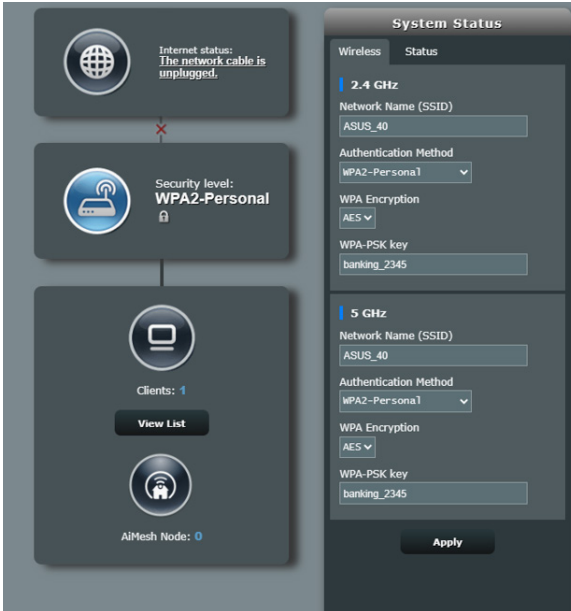 Internet status:
The network cable is
unplugged.
Security level:
WPA2-Personal
Clients: 1
View List
AiMesh Node: 0
System Status
Wireless Status
2.4 GHz
Network Name (SSID)
ASUS_40
Authentication Method
WPA2-Personal
WPA Encryption
AES
WPA-PSK key
banking_2345
5 GHz
Network Name (SSID)
ASUS_40
Authentication Method
WPA2-Personal
WPA Encryption
AES
WPA-PSK key
banking_2345
Apply